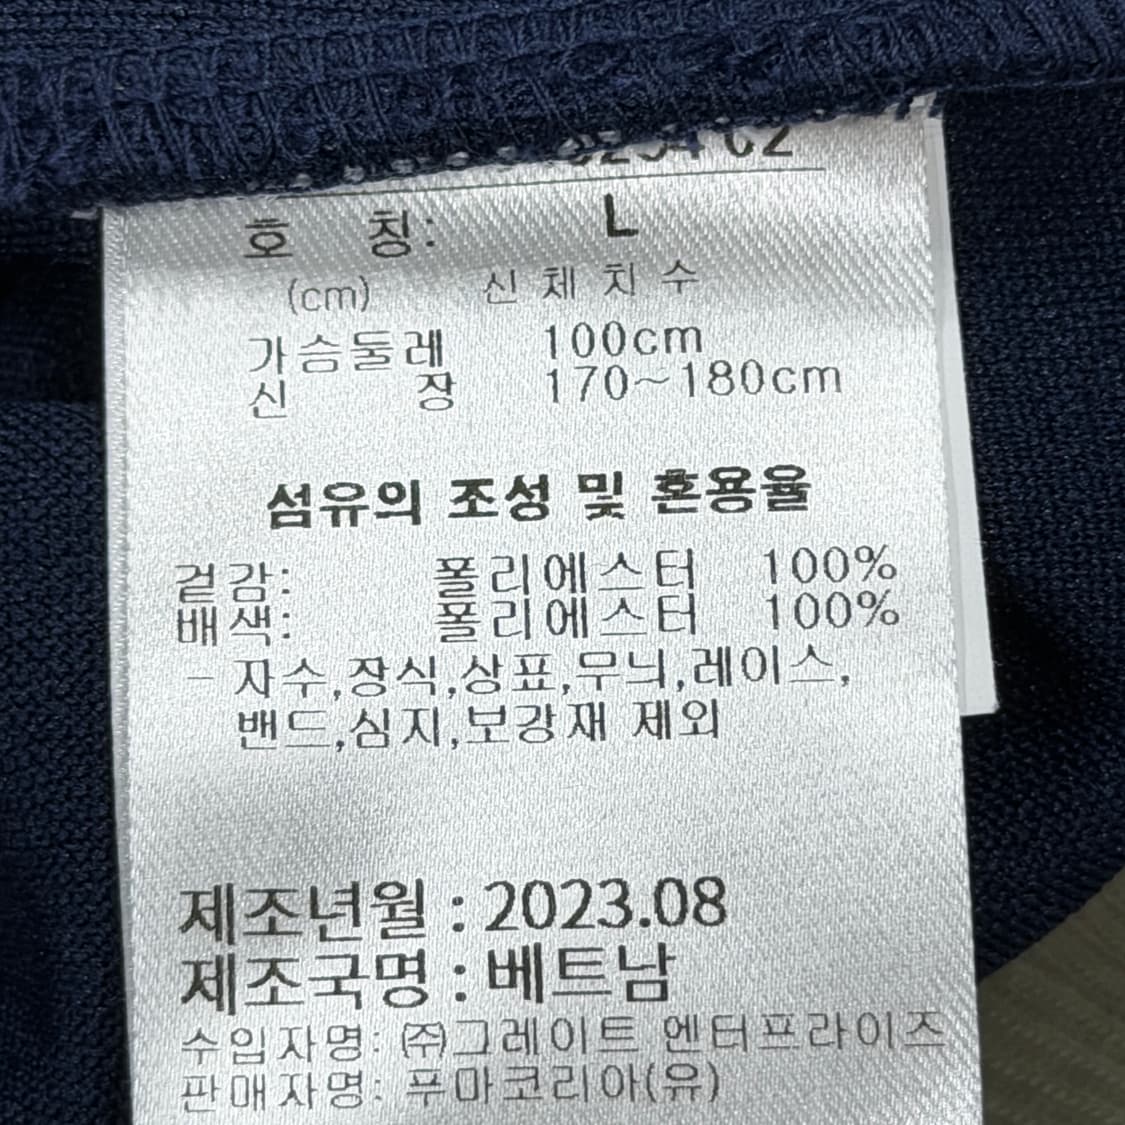 호 칭: L
(cm) 신체치수
가슴둘레 100cm
신 장 170~180cm
섬유의 조성 및 혼용율
겉감: 폴리에스터 100%
배색: 폴리에스터 100%
- 자수,장식,상표,무늬,레이스,
밴드,심지,보강재 제외
제조년월 : 2023.08
제조국명 : 베트남
수입자명: ㈜그레이트 엔터프라이즈
판매자명: 푸마코리아(유)